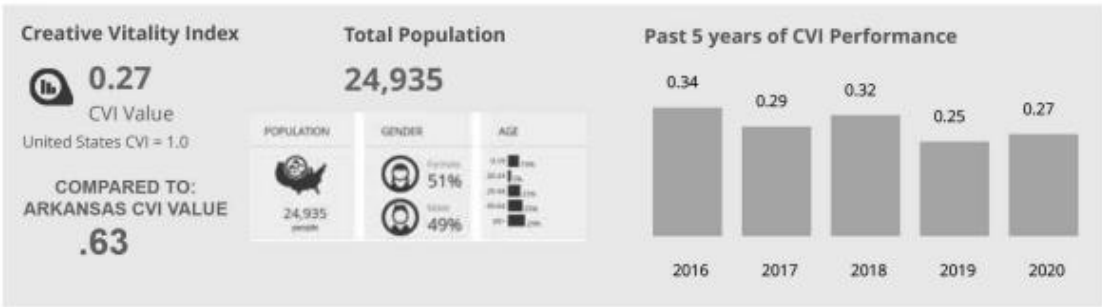 Creative Vitality Index
0.27
CVI Value
United States CVI = 1.0
COMPARED TO:
ARKANSAS CVI VALUE
.63
Total Population
24,935
POPULATION
24,935
people
GENDER
Female
51%
Male
49%
AGE
Past 5 years of CVI Performance
0.34
0.29
0.32
0.25
0.27
2016
2017
2018
2019
2020